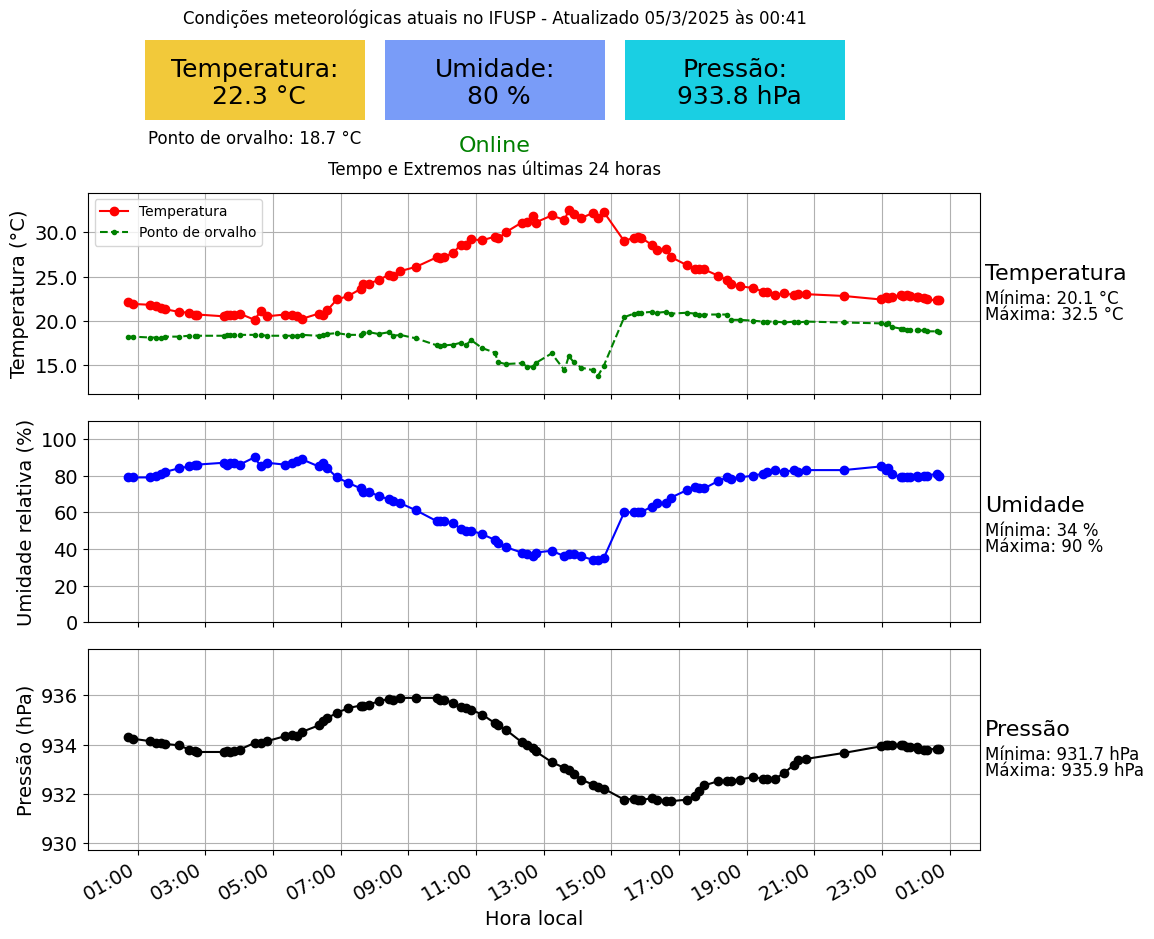 Condições meteorológicas atuais no IFUSP - Atualizado 05/3/2025 às 00:41
Temperatura:
22.3 °C
Umidade:
80 %
Pressão:
933.8 hPa
Ponto de orvalho: 18.7 °C
Online
Tempo e Extremos nas últimas 24 horas
Temperatura (°C)
30.0
25.0
20.0
15.0
Temperatura
Ponto de orvalho
Temperatura
Mínima: 20.1 °C
Máxima: 32.5 °C
Umidade relativa (%)
100
80
60
40
20
0
Umidade
Mínima: 34 %
Máxima: 90 %
Pressão (hPa)
936
934
932
930
Pressão
Mínima: 931.7 hPa
Máxima: 935.9 hPa
01:00 03:00 05:00 07:00 09:00 11:00 13:00 15:00 17:00 19:00 21:00 23:00 01:00
Hora local